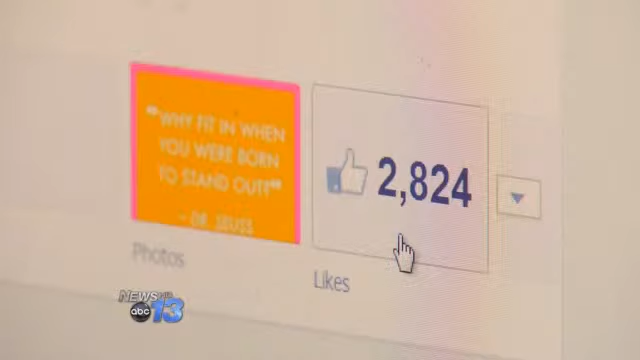 "WHY FIT IN WHEN
YOU WERE BORN
TO STAND OUT?"
- DR. SEUSS
2,824
Photos
Likes
NEWS
abc 13